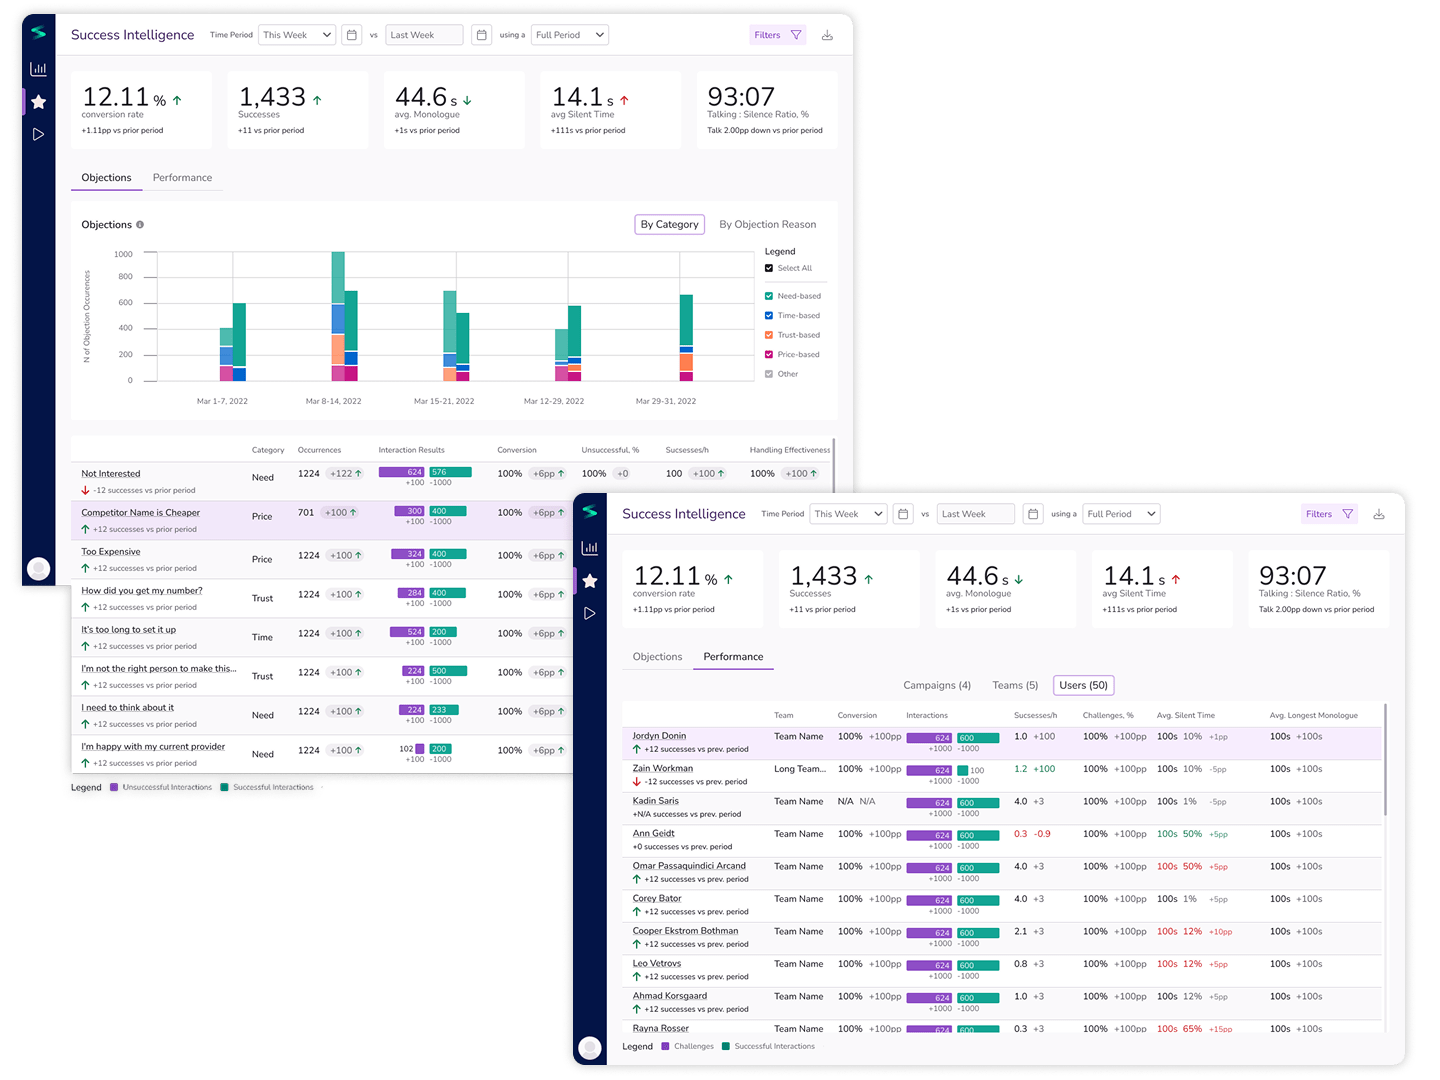 Success Intelligence Time Period This Week vs Last Week using a Full Period Filters
12.11 % 1,433 44.6 s 14.1 s 93:07
conversion rate Successes avg. Monologue avg Silent Time Talking : Silence Ratio, %
+1.11pp vs prior period +11 vs prior period +1s vs prior period +111s vs prior period Talk 2.00pp down vs prior period
Objections Performance
Objections By Category By Objection Reason
N of Objection Occurences
1000
800
600
400
200
0
Mar 1-7, 2022 Mar 8-14, 2022 Mar 15-21, 2022 Mar 12-29, 2022 Mar 29-31, 2022
Legend
Select All
Need-based
Time-based
Trust-based
Price-based
Other
Category Occurrences Interaction Results Conversion Unsuccessful, % Sucsesses/h Handling Effectiveness
Not Interested Need 1224 +122 624 576 100% +6pp 100% +0 100 +100 100% +100
-12 successes vs prior period +100 -1000
Competitor Name is Cheaper Price 701 +100 300 400 100% +6pp
+12 successes vs prior period +100 -1000
Too Expensive Price 1224 +100 324 400 100% +6pp
+12 successes vs prior period +100 -1000
How did you get my number? Trust 1224 +100 284 400 100% +6pp
+12 successes vs prior period +100 -1000
It's too long to set it up Time 1224 +100 524 200 100% +6pp
+12 successes vs prior period +100 -1000
I'm not the right person to make this... Trust 1224 +100 224 500 100% +6pp
+12 successes vs prior period +100 -1000
I need to think about it Need 1224 +100 224 233 100% +6pp
+12 successes vs prior period +100 -1000
I'm happy with my current provider Need 1224 +100 102 200 100% +6pp
+12 successes vs prior period +100 -1000
Legend Unsuccessful Interactions Successful Interactions
Success Intelligence Time Period This Week vs Last Week using a Full Period Filters
12.11 % 1,433 44.6 s 14.1 s 93:07
conversion rate Successes avg. Monologue avg Silent Time Talking : Silence Ratio, %
+1.11pp vs prior period +11 vs prior period +1s vs prior period +111s vs prior period Talk 2.00pp down vs prior period
Objections Performance
Campaigns (4) Teams (5) Users (50)
Team Conversion Interactions Sucsesses/h Challenges, % Avg. Silent Time Avg. Longest Monologue
Jordyn Donin Team Name 100% +100pp 624 600 1.0 +100 100% +100pp 100s 10% +1pp 100s +100s
+12 successes vs prev. period +1000 -1000
Zain Workman Long Team... 100% +100pp 624 100 1.2 +100 100% +100pp 100s 10% -5pp 100s +100s
-12 successes vs prev. period +1000 -1000
Kadin Saris Team Name N/A N/A 624 600 4.0 +3 100% +100pp 100s 1% -5pp 100s +100s
+N/A successes vs prev. period +1000 -1000
Ann Geidt Team Name 100% +100pp 624 600 0.3 -0.9 100% +100pp 100s 50% +5pp 100s +100s
+0 successes vs prev. period +1000 -1000
Omar Passaquindici Arcand Team Name 100% +100pp 624 600 4.0 +3 100% +100pp 100s 50% +5pp 100s +100s
+12 successes vs prev. period +1000 -1000
Corey Bator Team Name 100% +100pp 624 600 4.0 +3 100% +100pp 100s 1% +5pp 100s +100s
+12 successes vs prev. period +1000 -1000
Cooper Ekstrom Bothman Team Name 100% +100pp 624 600 2.1 +3 100% +100pp 100s 12% +10pp 100s +100s
+12 successes vs prev. period +1000 -1000
Leo Vetrovs Team Name 100% +100pp 624 600 0.8 +3 100% +100pp 100s 12% +5pp 100s +100s
+12 successes vs prev. period +1000 -1000
Ahmad Korsgaard Team Name 100% +100pp 624 600 1.0 +3 100% +100pp 100s 12% +5pp 100s +100s
+12 successes vs prev. period +1000 -1000
Rayna Rosser Team Name 100% +100pp 624 600 0.3 +3 100% +100pp 100s 65% +15pp 100s +100s
Legend Challenges Successful Interactions